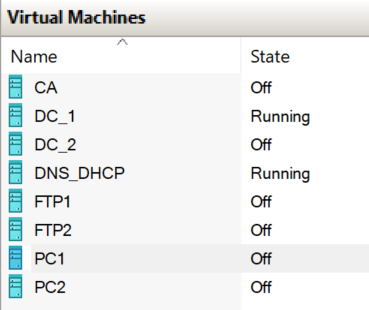 Virtual Machines
Name State
CA Off
DC_1 Running
DC_2 Off
DNS_DHCP Running
FTP1 Off
FTP2 Off
PC1 Off
PC2 Off